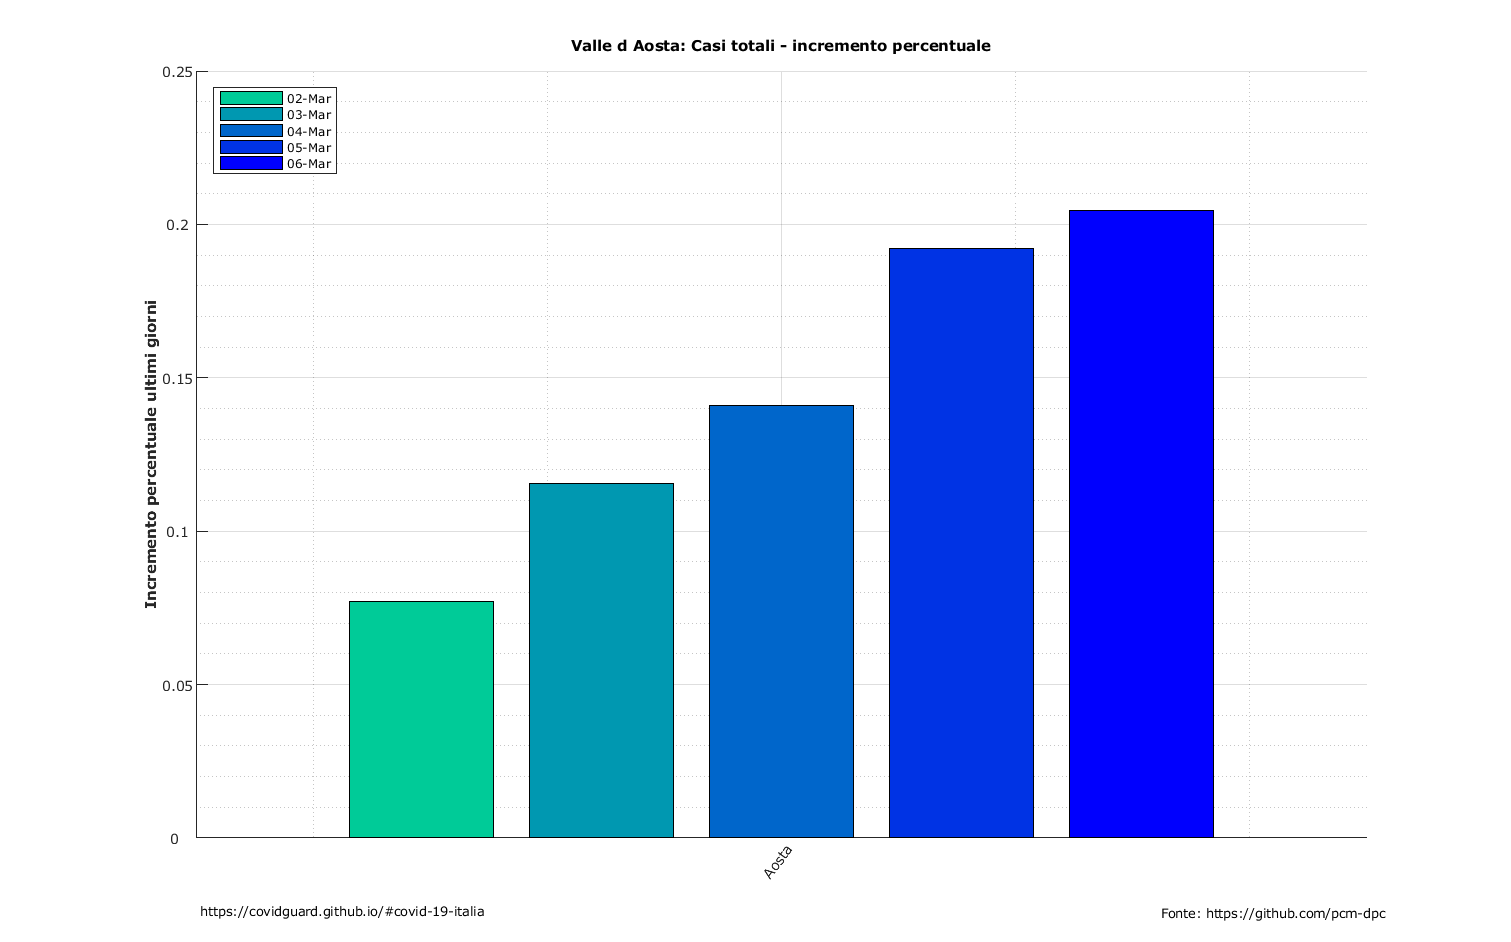 Valle d Aosta: Casi totali - incremento percentuale
0.25
0.2
0.15
0.1
0.05
0
Incremento percentuale ultimi giorni
02-Mar
03-Mar
04-Mar
05-Mar
06-Mar
Aosta
https://covidguard.github.io/#covid-19-italia
Fonte: https://github.com/pcm-dpc